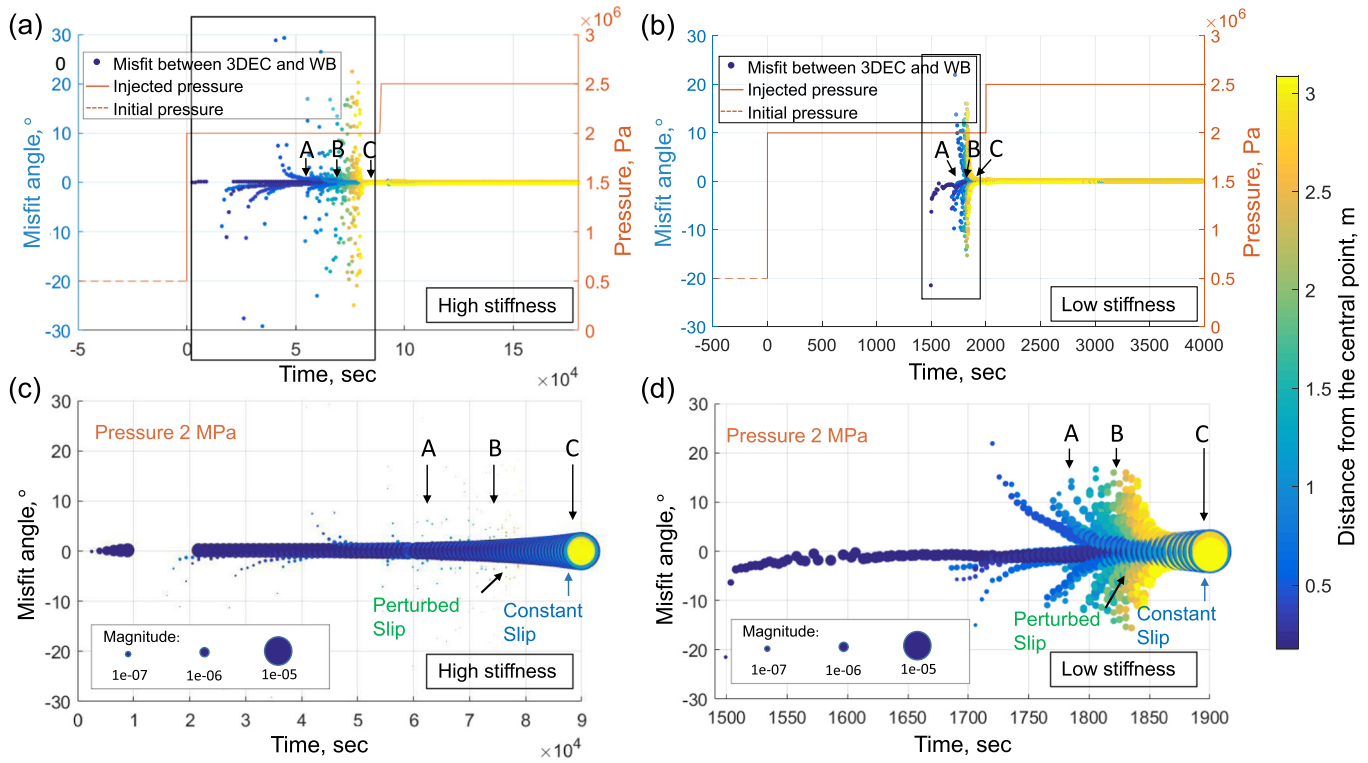 (a)
×10⁶
30
0
20
10
0
-10
-20
-30
Misfit angle,°
Misfit between 3DEC and WB
Injected pressure
Initial pressure
A
B
C
High stiffness
3
2.5
2
1.5
1
0.5
0
Pressure, Pa
-5
0
5
10
15
Time, sec
×10⁴
(b)
×10⁶
30
20
10
0
-10
-20
-30
Misfit angle,°
Misfit between 3DEC and WB
Injected pressure
Initial pressure
A
B
C
Low stiffness
3
2.5
2
1.5
1
0.5
0
Pressure, Pa
-500
0
500
1000
1500
2000
2500
3000
3500
4000
Time, sec
(c)
30
20
10
0
-10
-20
-30
Misfit angle,°
Pressure 2 MPa
A
B
C
Perturbed
Slip
Constant
Slip
Magnitude:
1e-07
1e-06
1e-05
High stiffness
0
1
2
3
4
5
6
7
8
9
Time, sec
×10⁴
(d)
30
20
10
0
-10
-20
-30
Misfit angle,°
Pressure 2 MPa
A
B
C
Perturbed
Slip
Constant
Slip
Magnitude:
1e-07
1e-06
1e-05
Low stiffness
1500
1550
1600
1650
1700
1750
1800
1850
1900
Time, sec
3
2.5
2
1.5
1
0.5
Distance from the central point, m